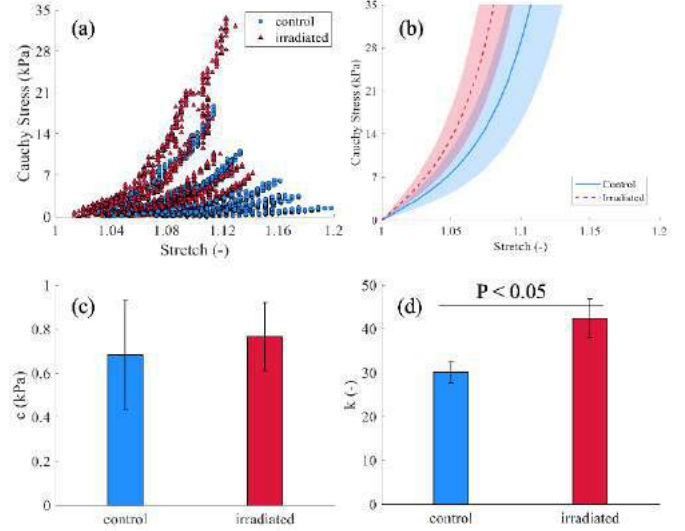 (a)
control
irradiated
Cauchy Stress (kPa)
35
28
21
14
7
0
1
1.04
1.08
1.12
1.16
1.2
Stretch (-)
(b)
Control
Irradiated
Cauchy Stress (kPa)
35
28
21
14
7
0
1
1.05
1.1
1.15
1.2
Stretch (-)
(c)
c (kPa)
1
0.8
0.6
0.4
0.2
0
control
irradiated
(d)
P < 0.05
k (-)
50
40
30
20
10
0
control
irradiated